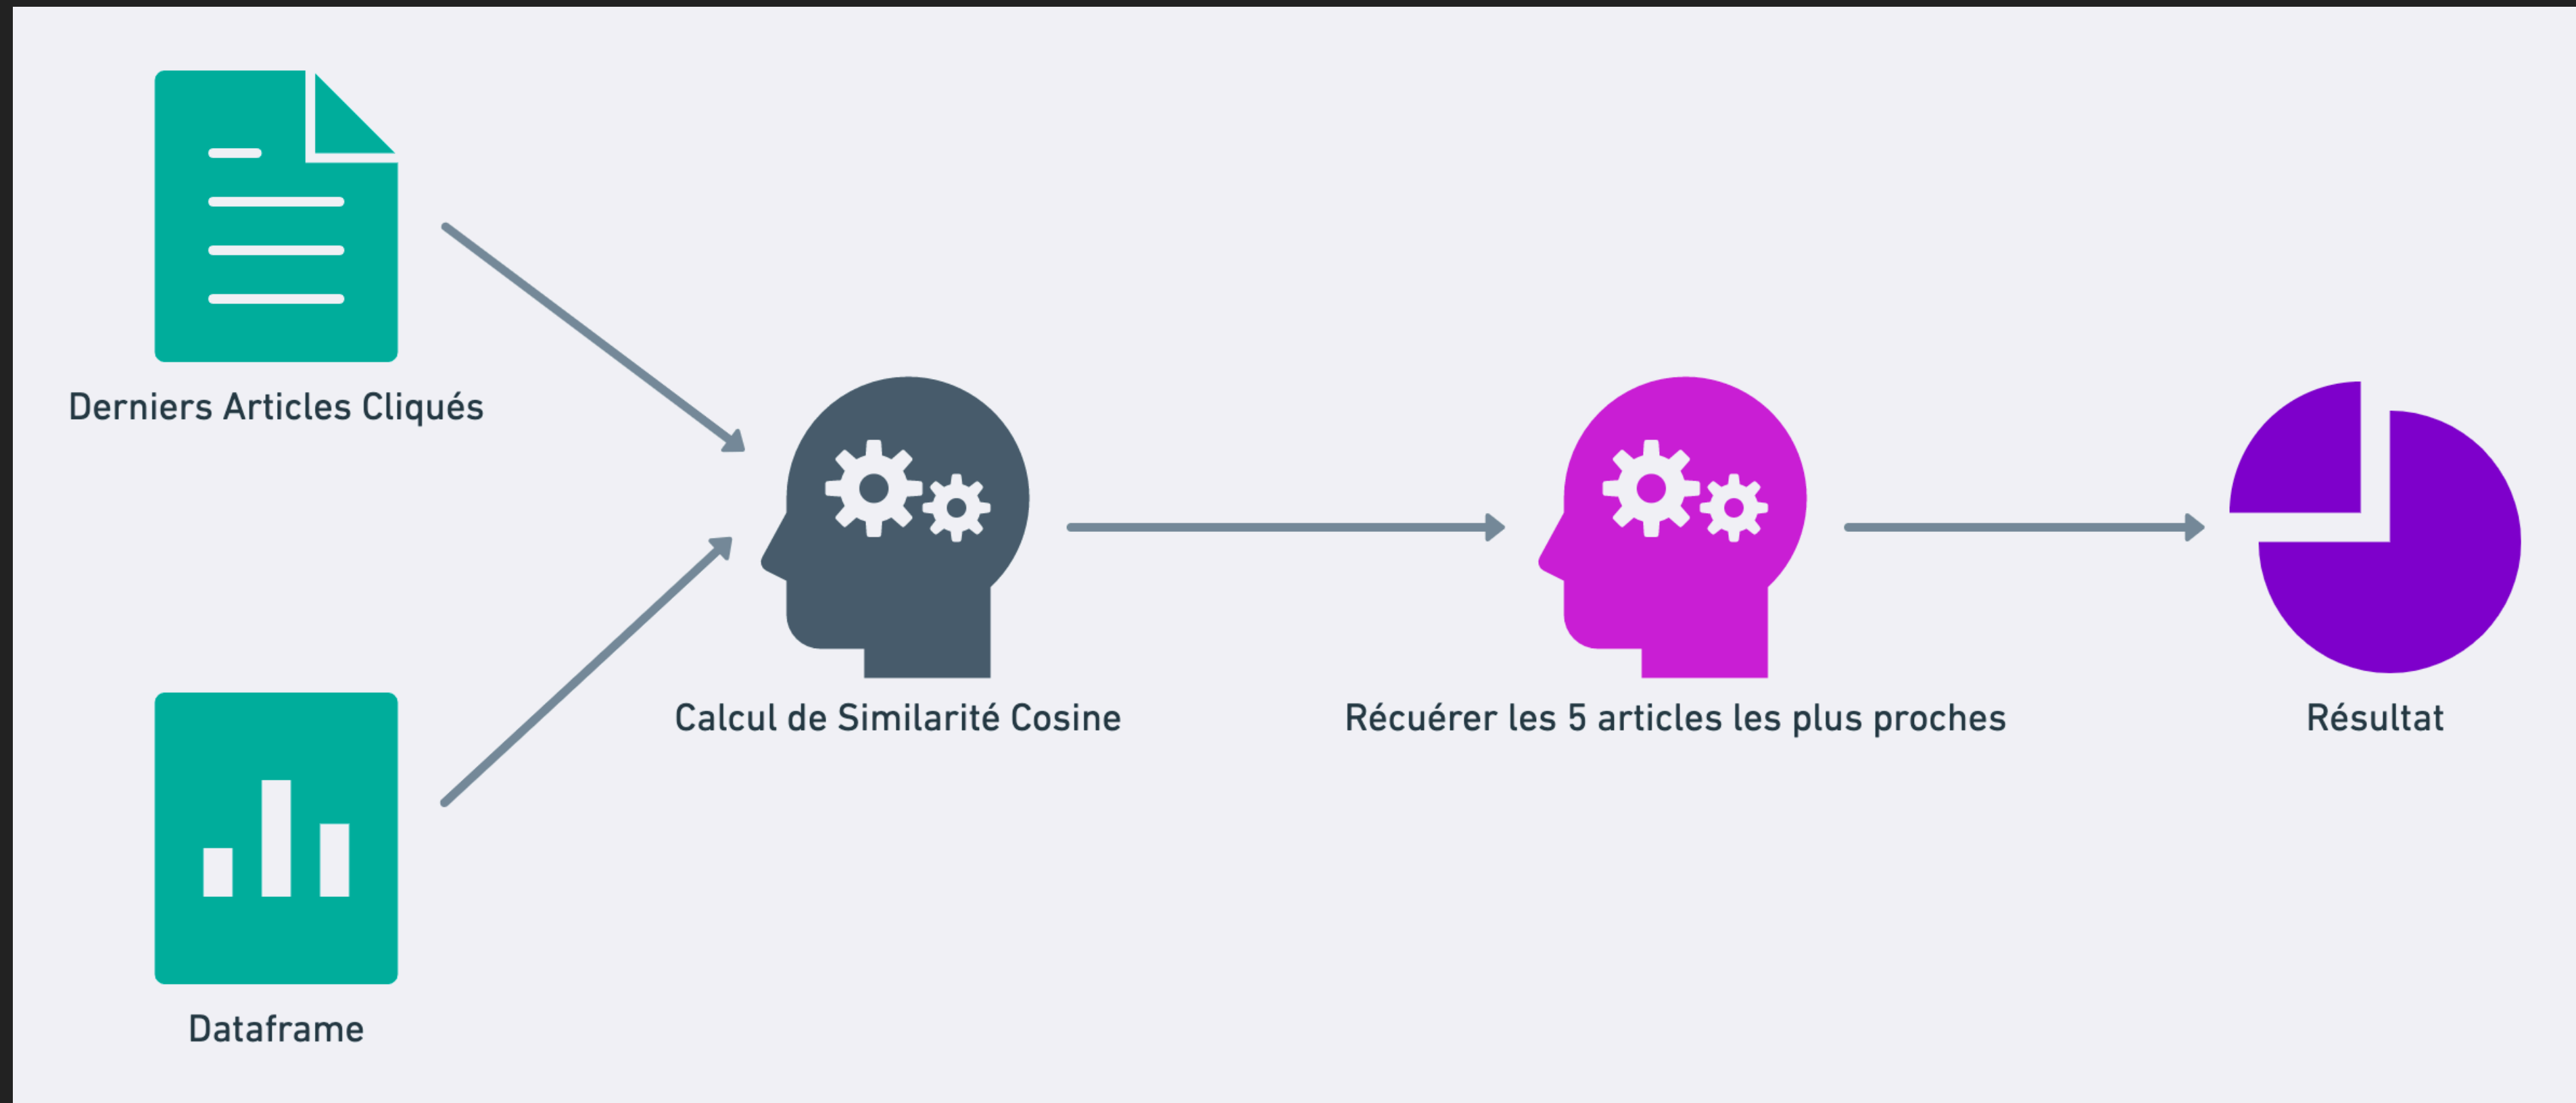 Derniers Articles Cliqués
Calcul de Similarité Cosine
Récuérer les 5 articles les plus proches
Résultat
Dataframe